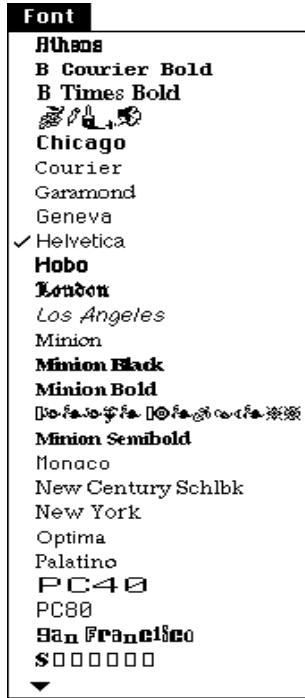 Font
Athens
B Courier Bold
B Times Bold
Chicago
Courier
Garamond
Geneva
Helvetica
Hobo
London
Los Angeles
Minion
Minion Black
Minion Bold
Minion Semibold
Monaco
New Century Schlbk
New York
Optima
Palatino
PC40
PC80
San Francisco
S